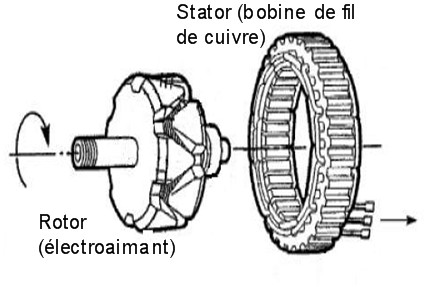 Stator (bobine de fil
de cuivre)
Rotor
(électroaimant)